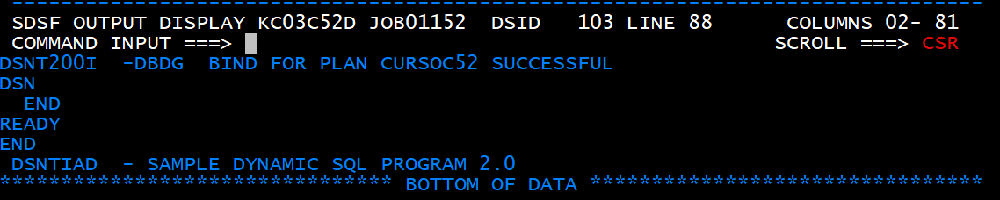 --------------------------------------------------------------------------------
SDSF OUTPUT DISPLAY KC03C52D JOB01152  DSID   103 LINE 88       COLUMNS 02- 81
COMMAND INPUT ===>                                            SCROLL ===> CSR
DSNT200I  -DBDG  BIND FOR PLAN CURSOC52 SUCCESSFUL
DSN
  END
READY
END
 DSNTIAD  - SAMPLE DYNAMIC SQL PROGRAM 2.0
******************************** BOTTOM OF DATA ********************************